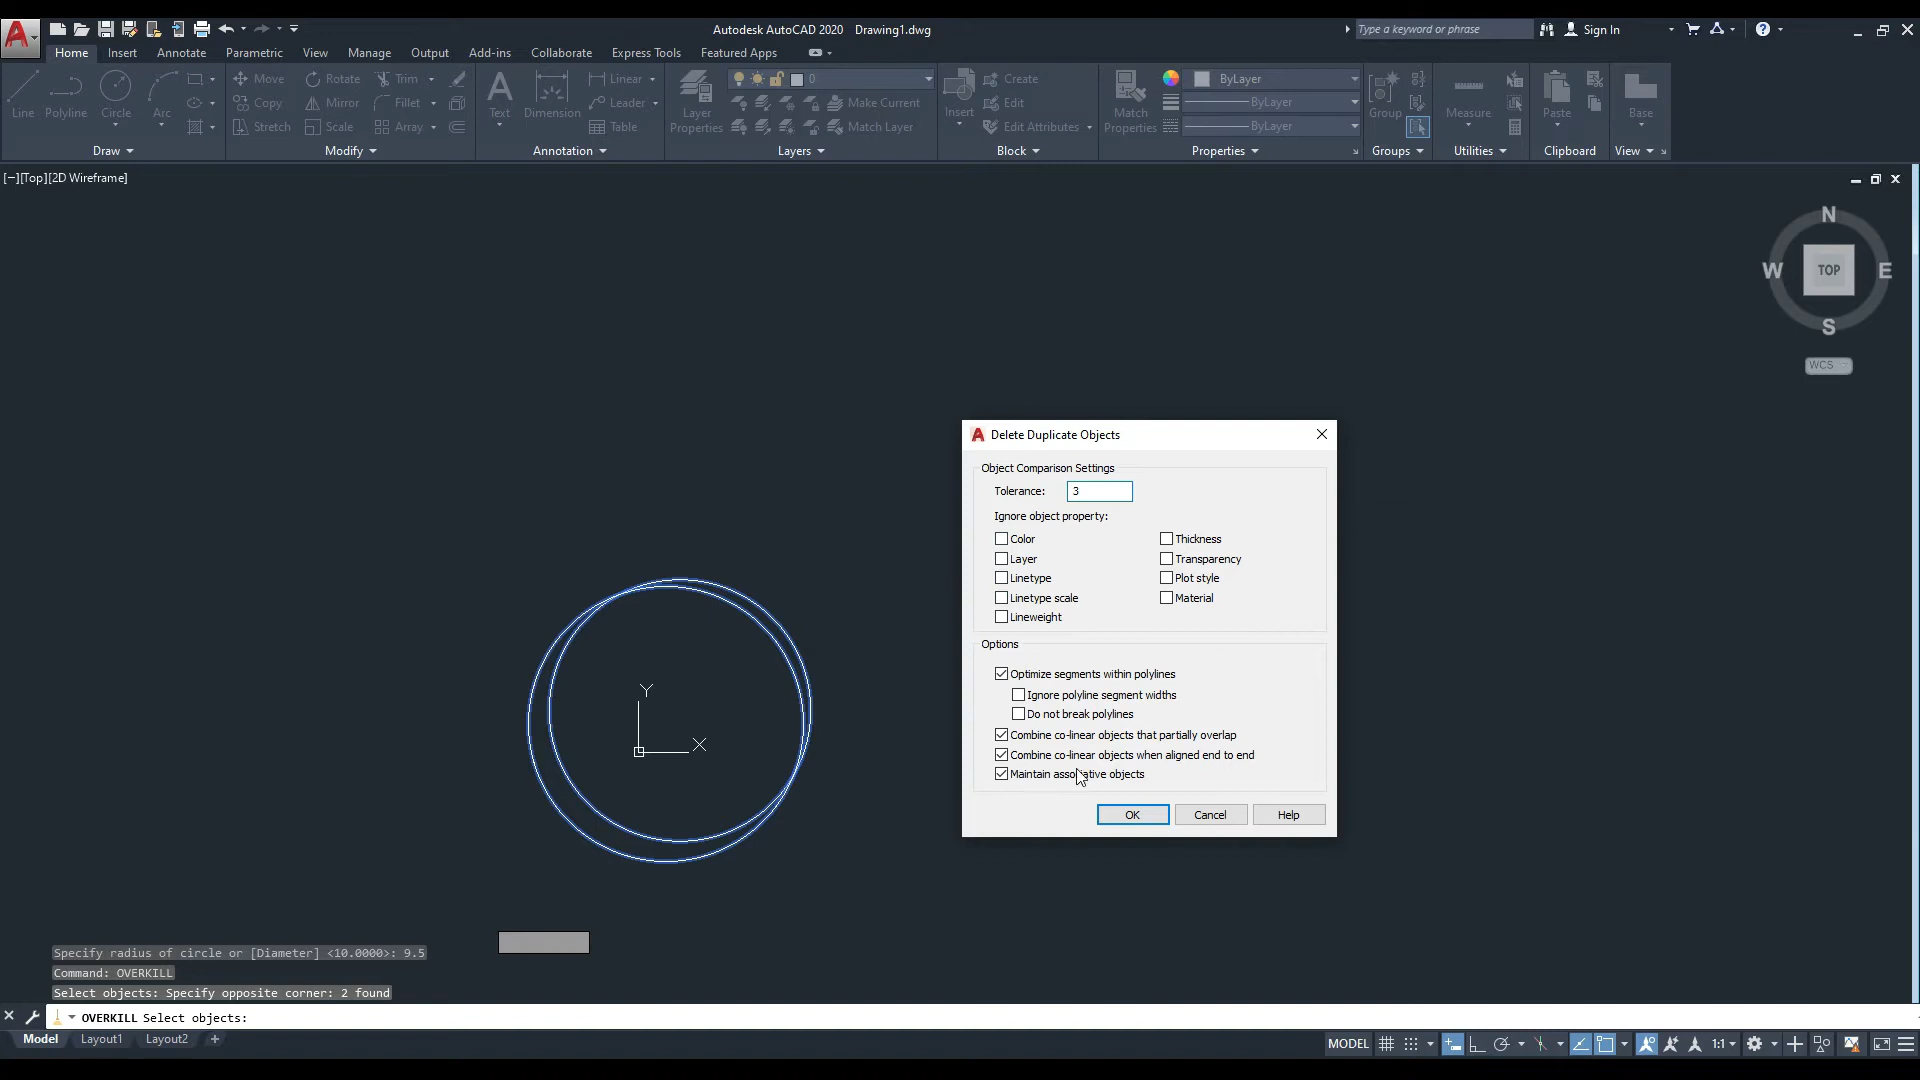 Autodesk AutoCAD 2020 Drawing1.dwg
Type a keyword or phrase
Sign In
Home Insert Annotate Parametric View Manage Output Add-ins Collaborate Express Tools Featured Apps
Line Polyline Circle Arc
Move Rotate Trim
Copy Mirror Fillet
Stretch Scale Array
Text Dimension
Linear
Leader
Table
Layer
Properties
0
Make Current
Match Layer
Insert
Create
Edit
Edit Attributes
Match
Properties
ByLayer
ByLayer
ByLayer
Group
Measure
Paste
Base
Draw Modify Annotation Layers Block Properties Groups Utilities Clipboard View
[−][Top][2D Wireframe]
N
W TOP E
S
WCS
Delete Duplicate Objects
Object Comparison Settings
Tolerance: 3
Ignore object property:
Color Thickness
Layer Transparency
Linetype Plot style
Linetype scale Material
Lineweight
Options
Optimize segments within polylines
Ignore polyline segment widths
Do not break polylines
Combine co-linear objects that partially overlap
Combine co-linear objects when aligned end to end
Maintain associative objects
OK Cancel Help
Y
X
Specify radius of circle or [Diameter] <10.0000>: 9.5
Command: OVERKILL
Select objects: Specify opposite corner: 2 found
OVERKILL Select objects:
Model Layout1 Layout2 +
MODEL 1:1